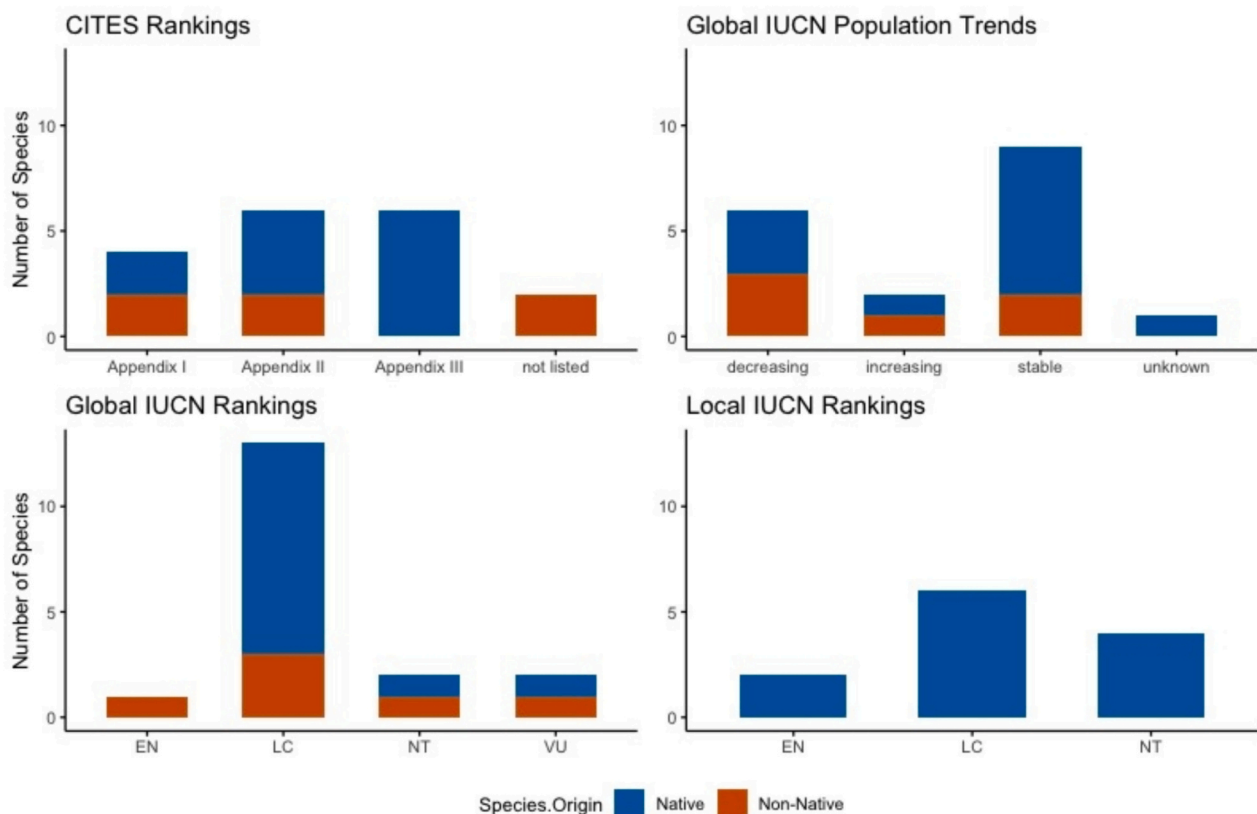 CITES Rankings
Number of Species
10
5
0
Appendix I
Appendix II
Appendix III
not listed
Global IUCN Population Trends
10
5
0
decreasing
increasing
stable
unknown
Global IUCN Rankings
Number of Species
10
5
0
EN
LC
NT
VU
Local IUCN Rankings
10
5
0
EN
LC
NT
Species.Origin Native Non-Native